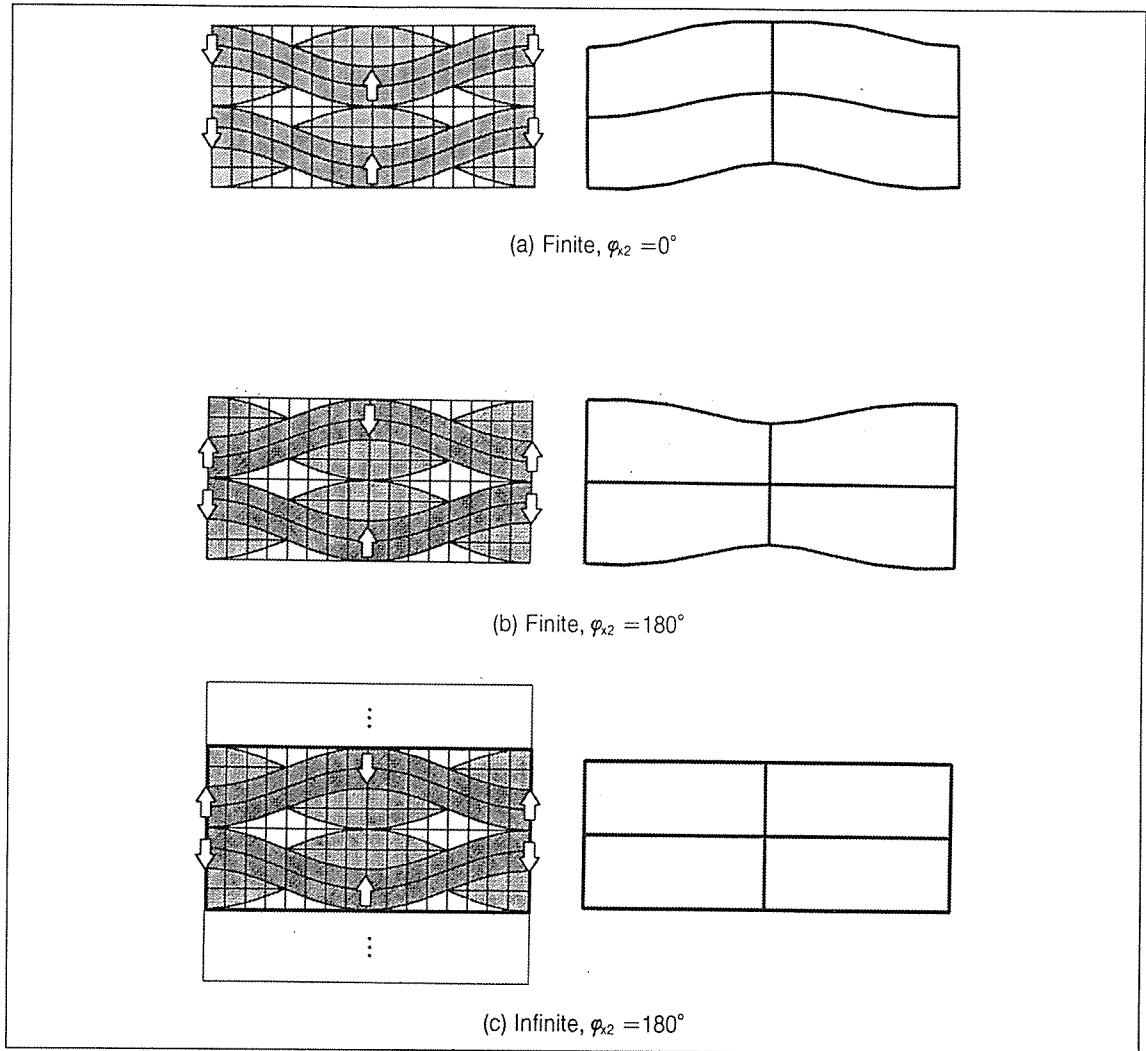 (a) Finite, φx2 =0°
(b) Finite, φx2 =180°
(c) Infinite, φx2 =180°